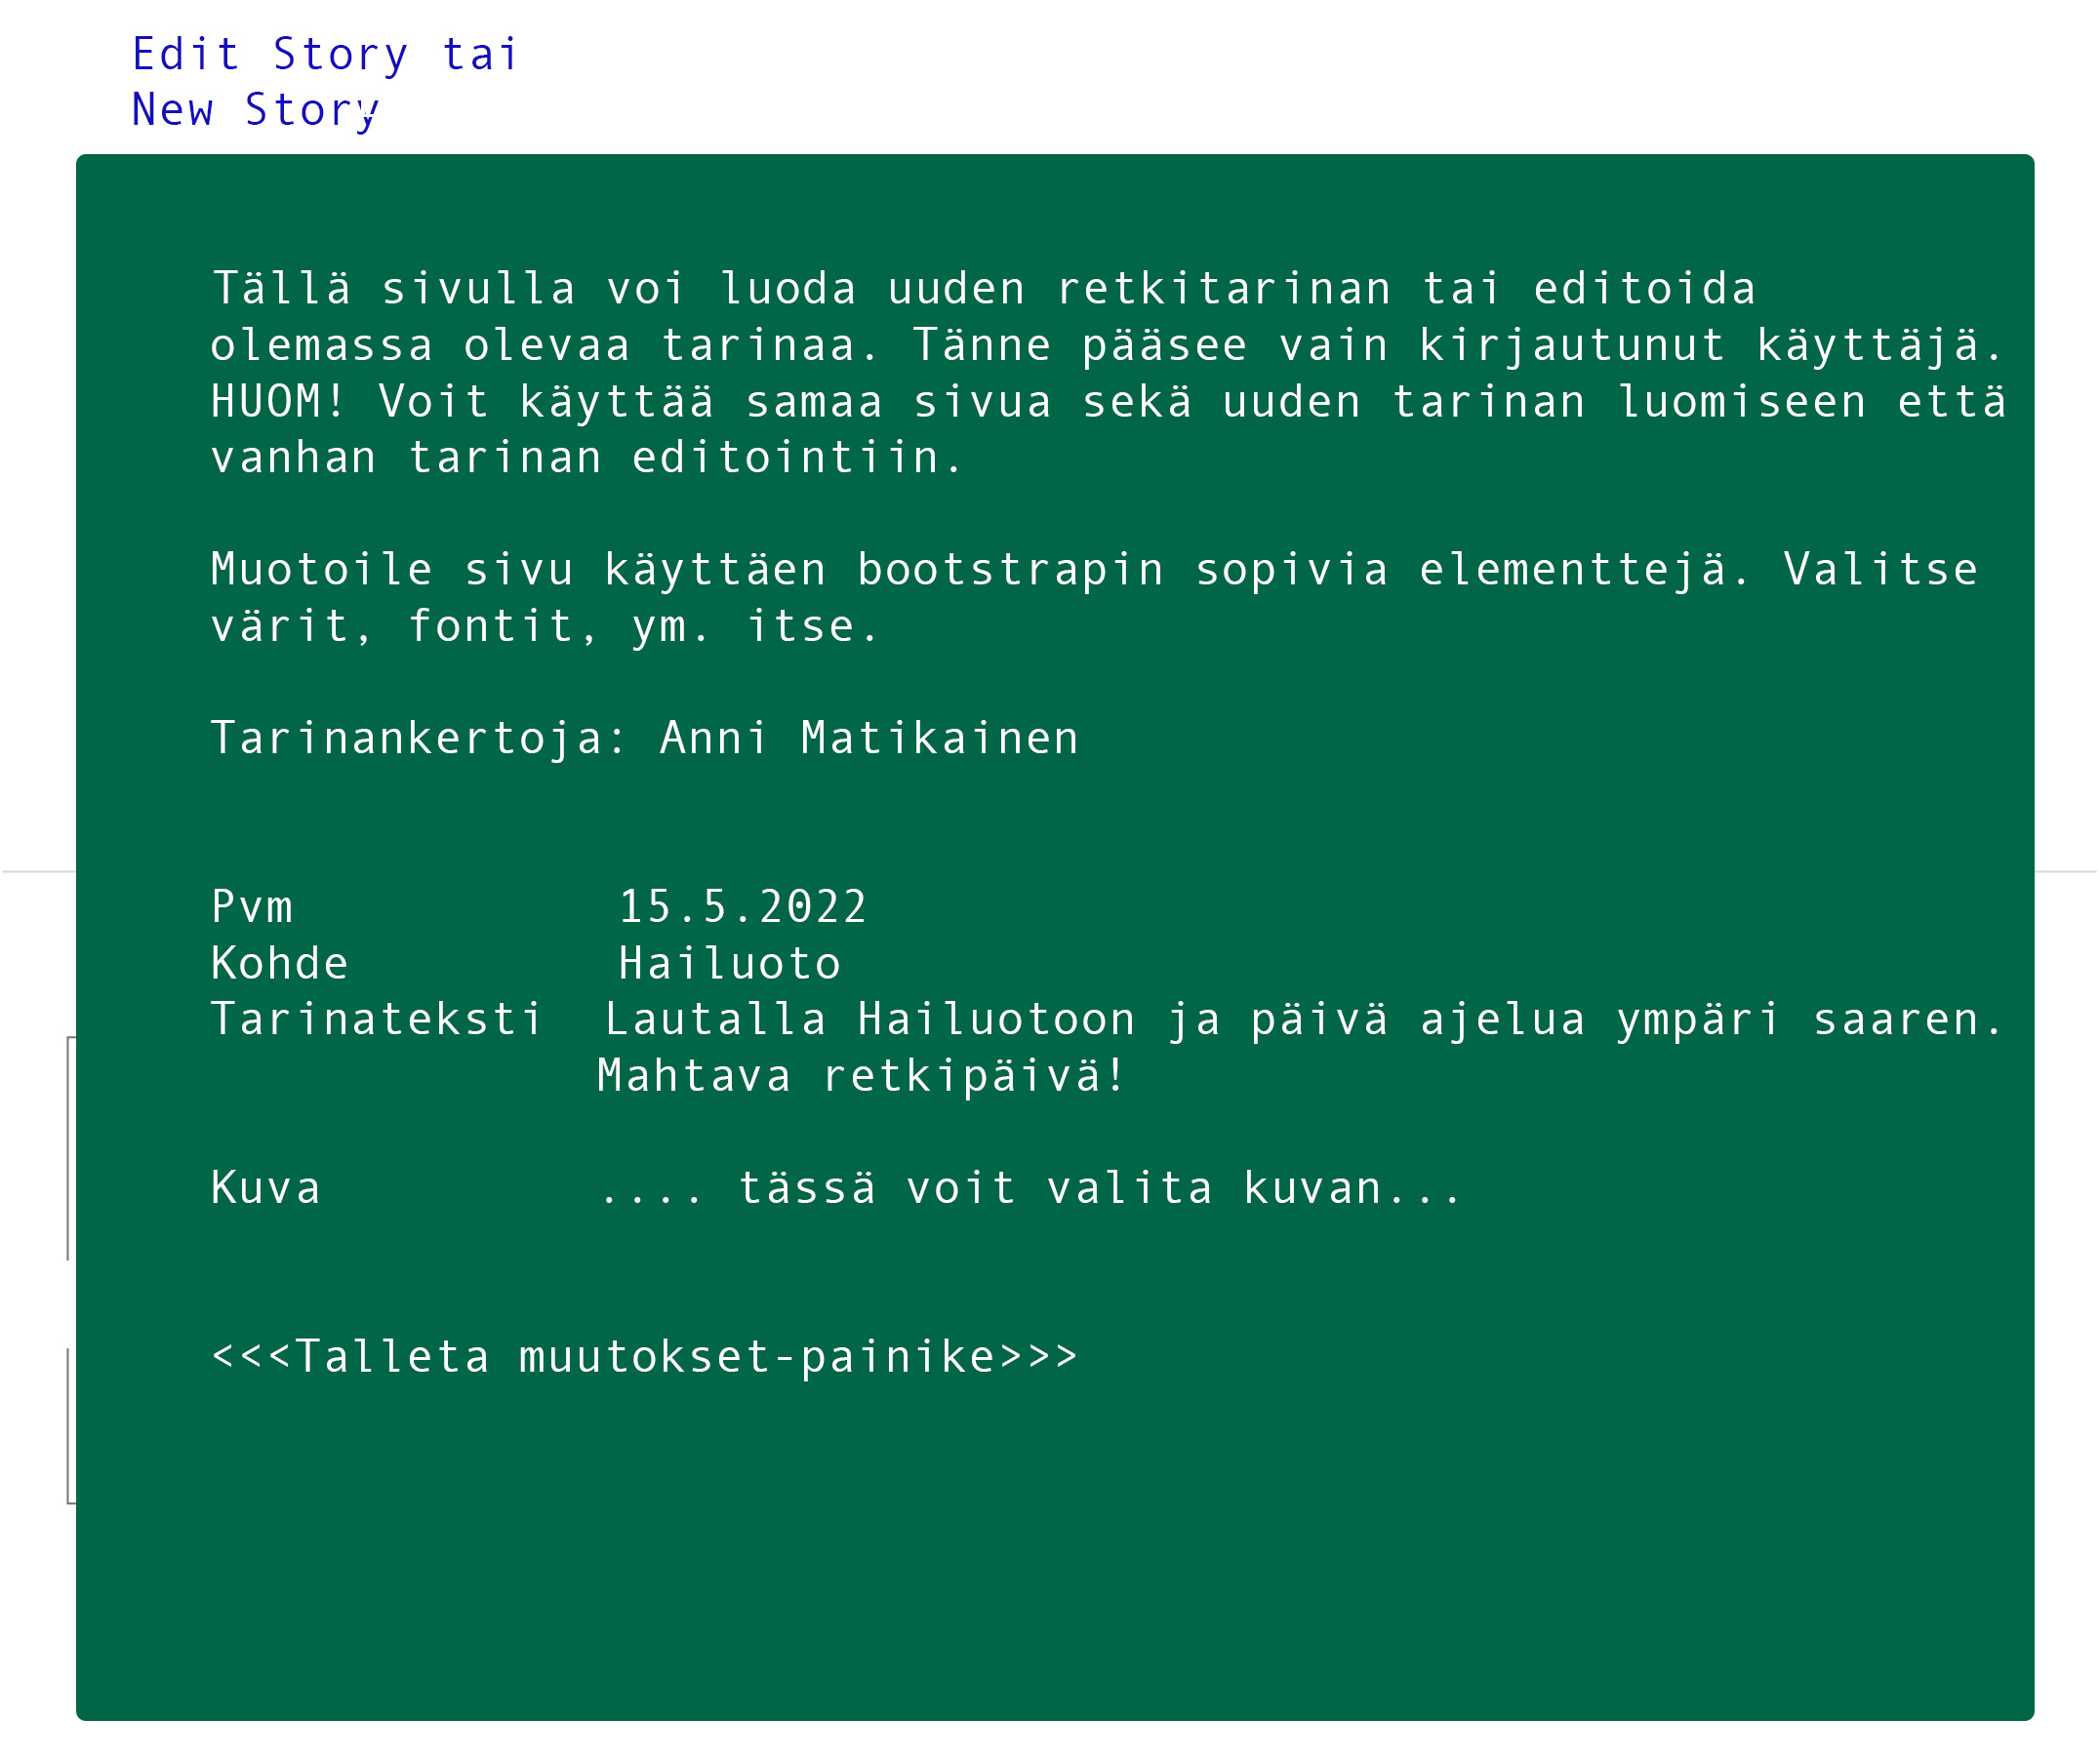 Edit Story tai
New Story
Tällä sivulla voi luoda uuden retkitarinan tai editoida
olemassa olevaa tarinaa. Tänne pääsee vain kirjautunut käyttäjä.
HUOM! Voit käyttää samaa sivua sekä uuden tarinan luomiseen että
vanhan tarinan editointiin.
Muotoile sivu käyttäen bootstrapin sopivia elementtejä. Valitse
värit, fontit, ym. itse.
Tarinankertoja: Anni Matikainen
Pvm 15.5.2022
Kohde Hailuoto
Tarinateksti Lautalla Hailuotoon ja päivä ajelua ympäri saaren.
Mahtava retkipäivä!
Kuva .... tässä voit valita kuvan...
<<<Talleta muutokset-painike>>>